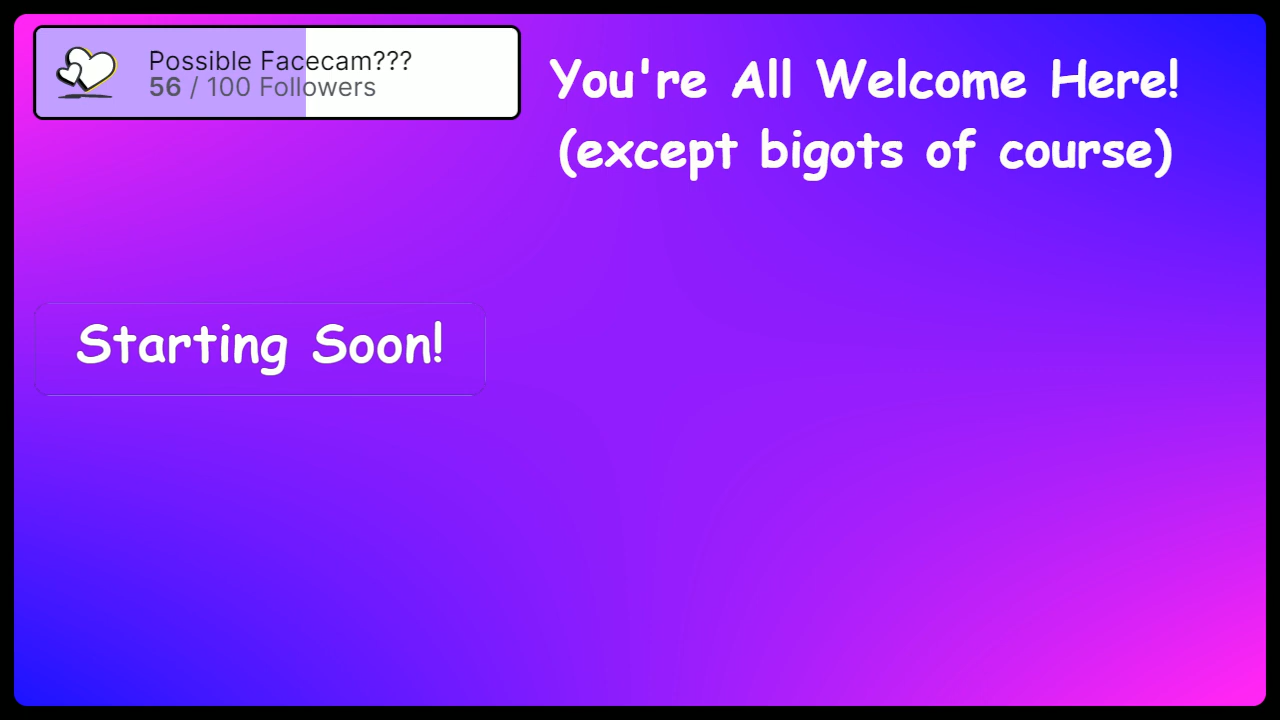 Possible Facecam???
56 / 100 Followers
You're All Welcome Here!
(except bigots of course)
Starting Soon!